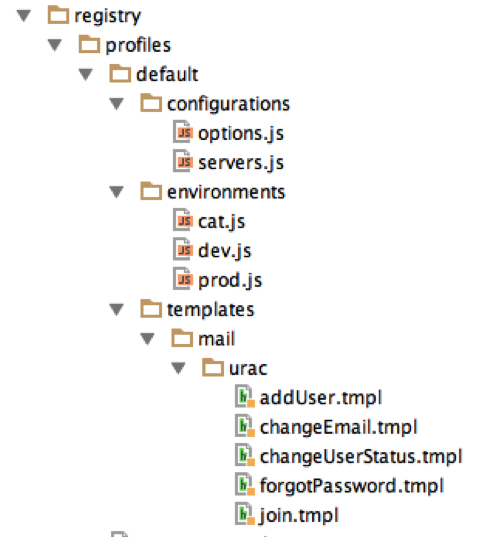 registry
profiles
default
configurations
options.js
servers.js
environments
cat.js
dev.js
prod.js
templates
mail
urac
addUser.tmpl
changeEmail.tmpl
changeUserStatus.tmpl
forgotPassword.tmpl
join.tmpl